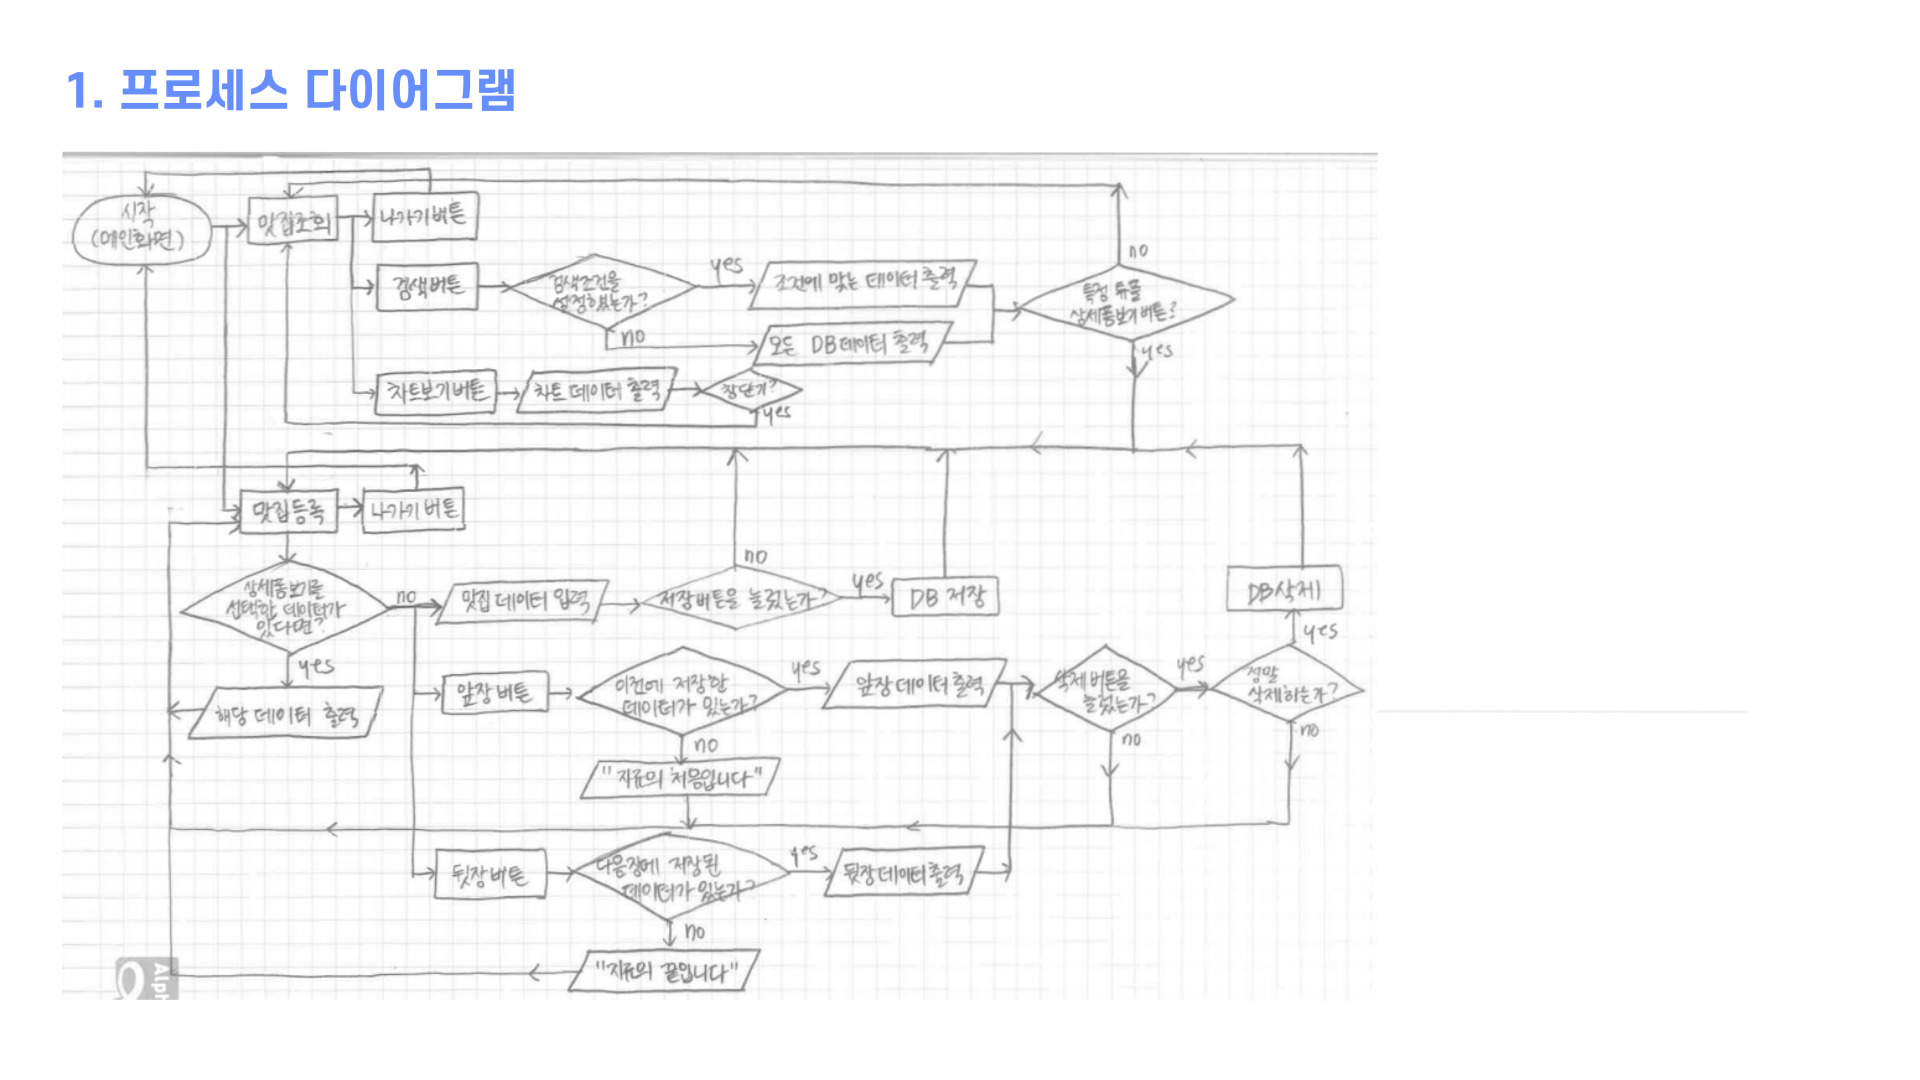 1. 프로세스 다이어그램
시작
(메인화면)
맛집조회
나가기버튼
no
검색버튼
검색조건을
설정하였는가?
yes
조건에 맞는 데이터 출력
no
모든 DB데이터 출력
특정 튜플
상세폼보기버튼?
yes
차트보기버튼
차트 데이터 출력
창닫기?
yes
맛집등록
나가기버튼
상세폼보기를
선택한 데이터가
있다면?
no
맛집 데이터 입력
no
저장버튼을 눌렀는가?
yes
DB 저장
DB삭제
yes
yes
해당 데이터 출력
앞장 버튼
이전에 저장한
데이터가 있는가?
yes
앞장 데이터 출력
삭제 버튼을
눌렀는가?
yes
정말
삭제하는가?
no
"자료의 처음입니다"
no
no
뒷장 버튼
다음장에 저장된
데이터가 있는가?
yes
뒷장 데이터출력
no
"자료의 끝입니다"
Alph